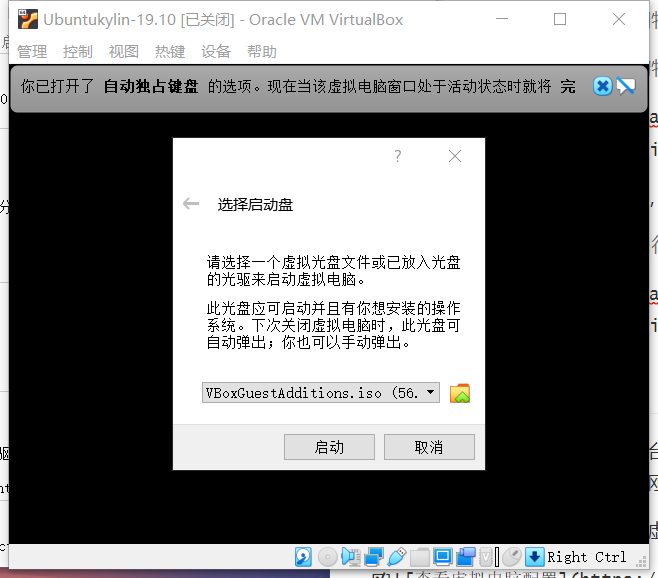 Ubuntukylin-19.10 [已关闭] - Oracle VM VirtualBox
管理 控制 视图 热键 设备 帮助
你已打开了 自动独占键盘 的选项。现在当该虚拟电脑窗口处于活动状态时就将 完
?
选择启动盘
请选择一个虚拟光盘文件或已放入光盘
的光驱来启动虚拟电脑。
此光盘应可启动并且有你想安装的操作
系统。下次关闭虚拟电脑时，此光盘可
自动弹出；你也可以手动弹出。
VBoxGuestAdditions.iso (56.
启动 取消
Right Ctrl